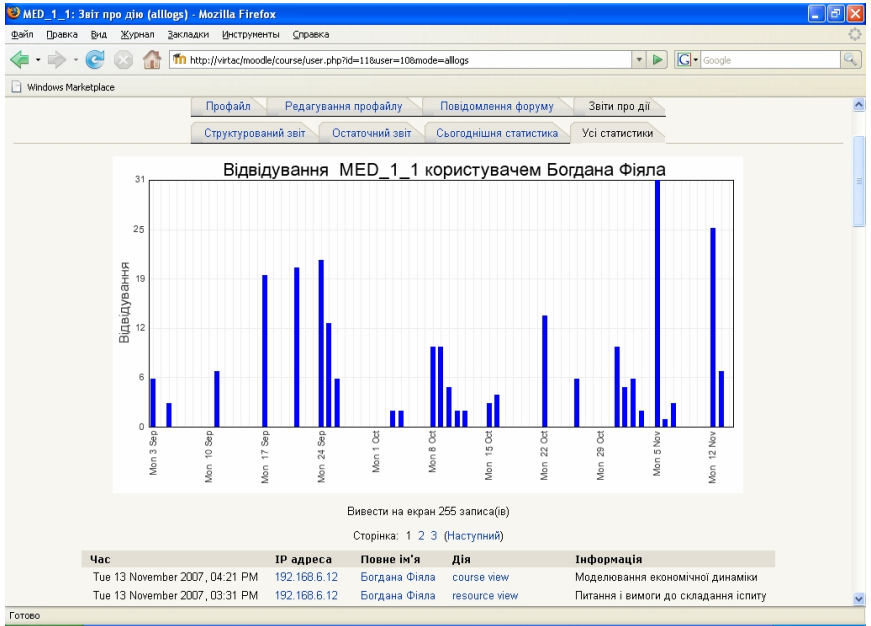 MED_1_1: Звіт про дію (alllogs) - Mozilla Firefox
Файл Правка Вид Журнал Закладки Инструменты Справка
http://virtac/moodle/course/user.php?id=11&user=10&mode=alllogs
Google
Windows Marketplace
Профайл Редагування профайлу Повідомлення форуму Звіти про дії
Структурований звіт Остаточний звіт Сьогоднішня статистика Усі статистики
Відвідування MED_1_1 користувачем Богдана Фіяла
Відвідування
31
25
19
12
6
0
Mon 3 Sep
Mon 10 Sep
Mon 17 Sep
Mon 24 Sep
Mon 1 Oct
Mon 8 Oct
Mon 15 Oct
Mon 22 Oct
Mon 29 Oct
Mon 5 Nov
Mon 12 Nov
Вивести на екран 255 записа(ів)
Сторінка: 1 2 3 (Наступний)
Час IP адреса Повне ім'я Дія Інформація
Tue 13 November 2007, 04:21 PM 192.168.6.12 Богдана Фіяла course view Моделювання економічної динаміки
Tue 13 November 2007, 03:31 PM 192.168.6.12 Богдана Фіяла resource view Питання і вимоги до складання іспиту
Готово